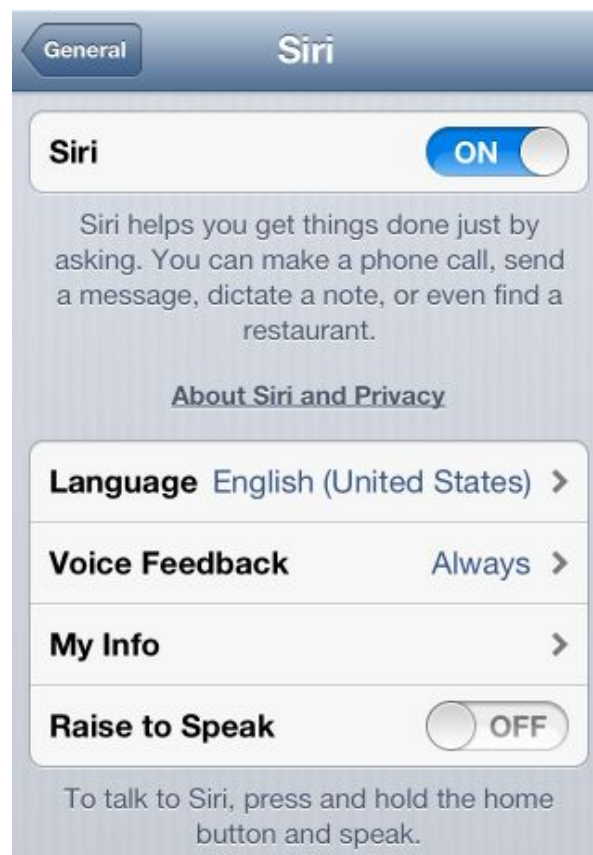 General
Siri
Siri ON
Siri helps you get things done just by
asking. You can make a phone call, send
a message, dictate a note, or even find a
restaurant.
About Siri and Privacy
Language English (United States)
Voice Feedback Always
My Info
Raise to Speak OFF
To talk to Siri, press and hold the home
button and speak.